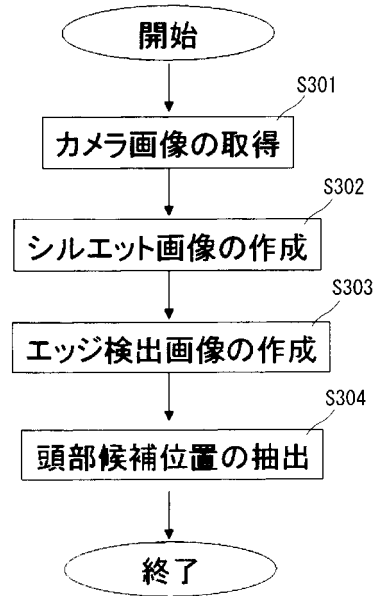 開始
S301
カメラ画像の取得
S302
シルエット画像の作成
S303
エッジ検出画像の作成
S304
頭部候補位置の抽出
終了